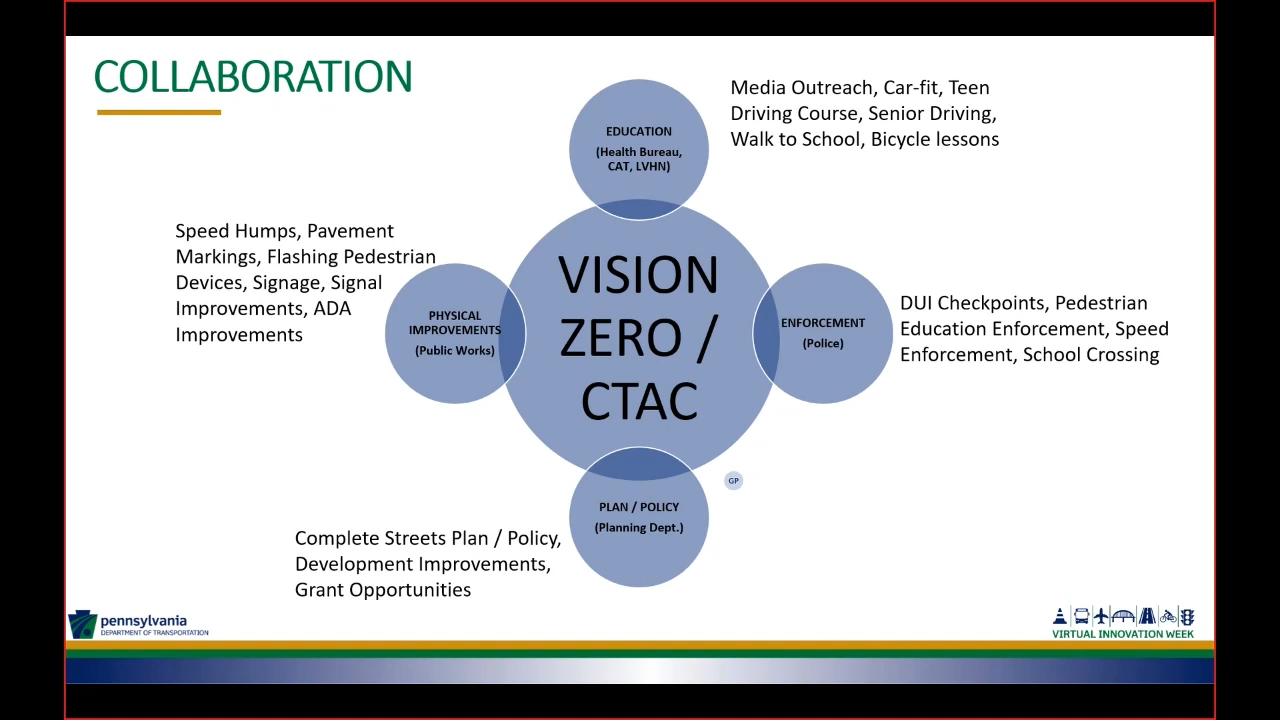 COLLABORATION
EDUCATION
(Health Bureau,
CAT, LVHN)
Media Outreach, Car-fit, Teen
Driving Course, Senior Driving,
Walk to School, Bicycle lessons
Speed Humps, Pavement
Markings, Flashing Pedestrian
Devices, Signage, Signal
Improvements, ADA
Improvements
PHYSICAL
IMPROVEMENTS
(Public Works)
VISION
ZERO /
CTAC
ENFORCEMENT
(Police)
DUI Checkpoints, Pedestrian
Education Enforcement, Speed
Enforcement, School Crossing
GP
PLAN / POLICY
(Planning Dept.)
Complete Streets Plan / Policy,
Development Improvements,
Grant Opportunities
pennsylvania
DEPARTMENT OF TRANSPORTATION
VIRTUAL INNOVATION WEEK